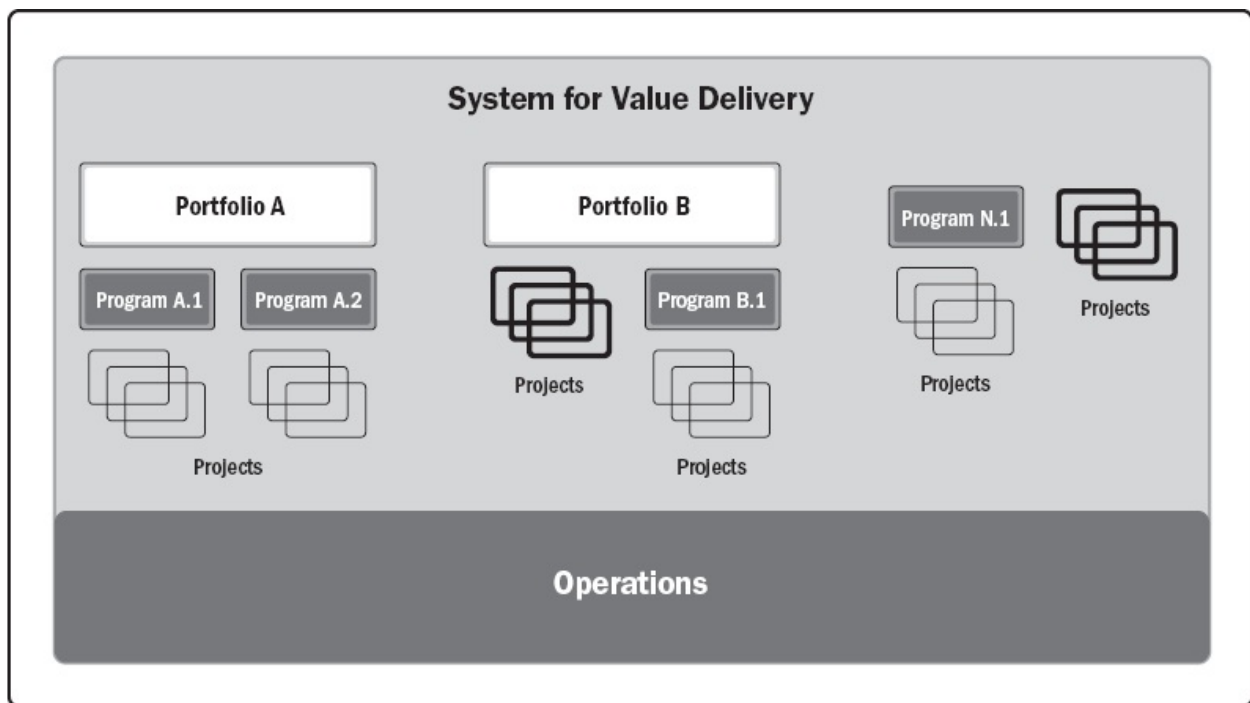 System for Value Delivery
Portfolio A
Portfolio B
Program N.1
Projects
Program A.1
Program A.2
Projects
Program B.1
Projects
Projects
Projects
Operations